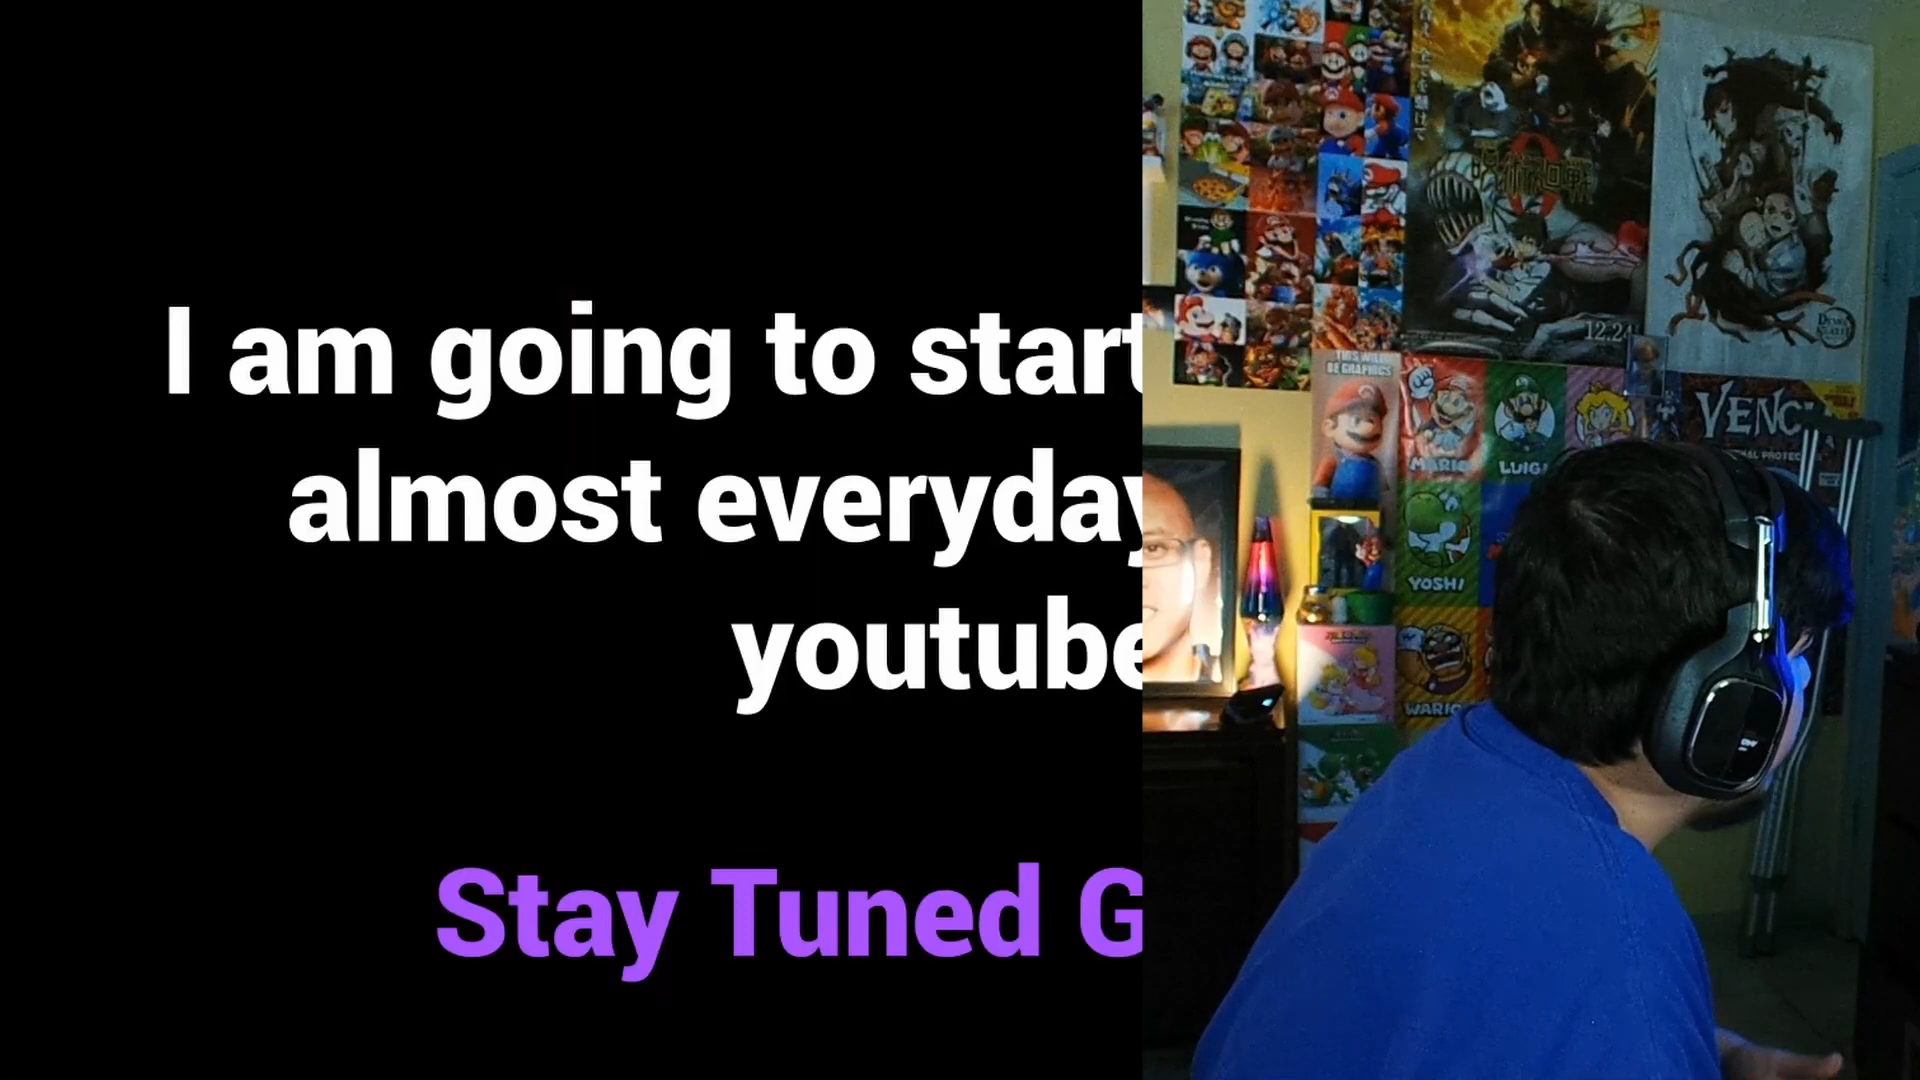 I am going to start
almost everyday
youtube
Stay Tuned G
12.24
THIS WILL
BE GRAPHICS
MARIO
LUIGI
VENC
YOSHI
WARIO